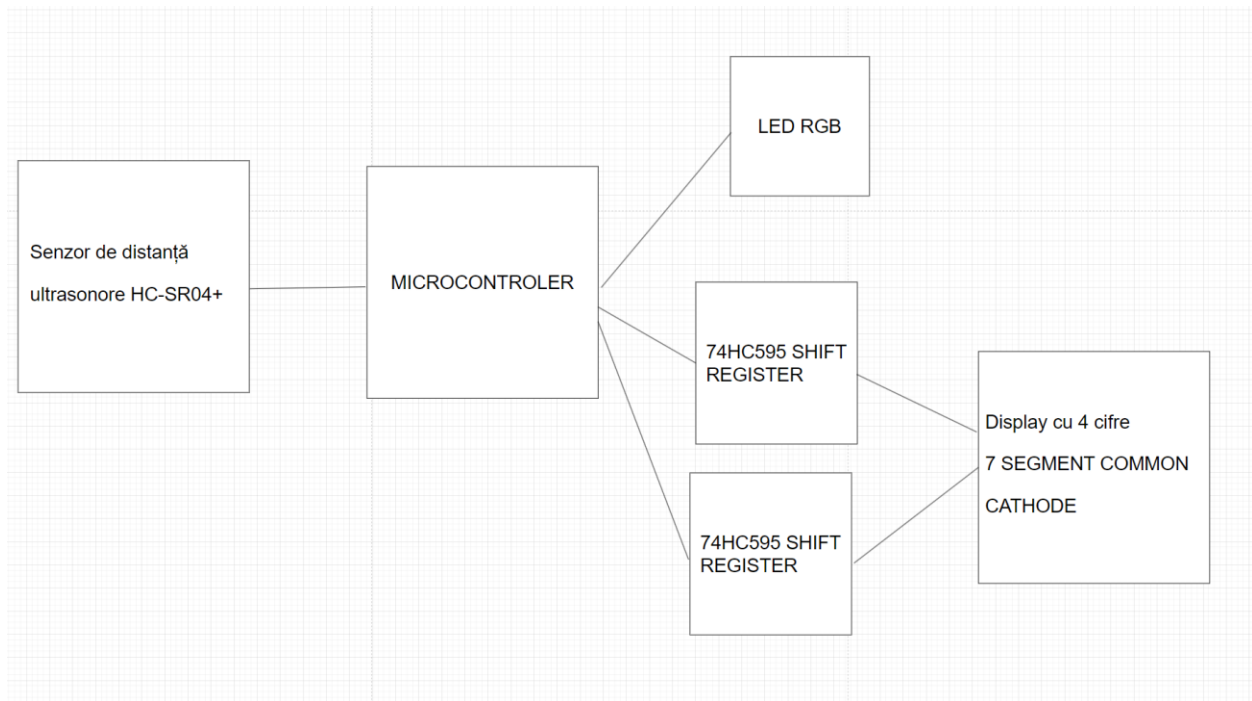 Senzor de distanță
ultrasonore HC-SR04+
MICROCONTROLER
LED RGB
74HC595 SHIFT
REGISTER
74HC595 SHIFT
REGISTER
Display cu 4 cifre
7 SEGMENT COMMON
CATHODE